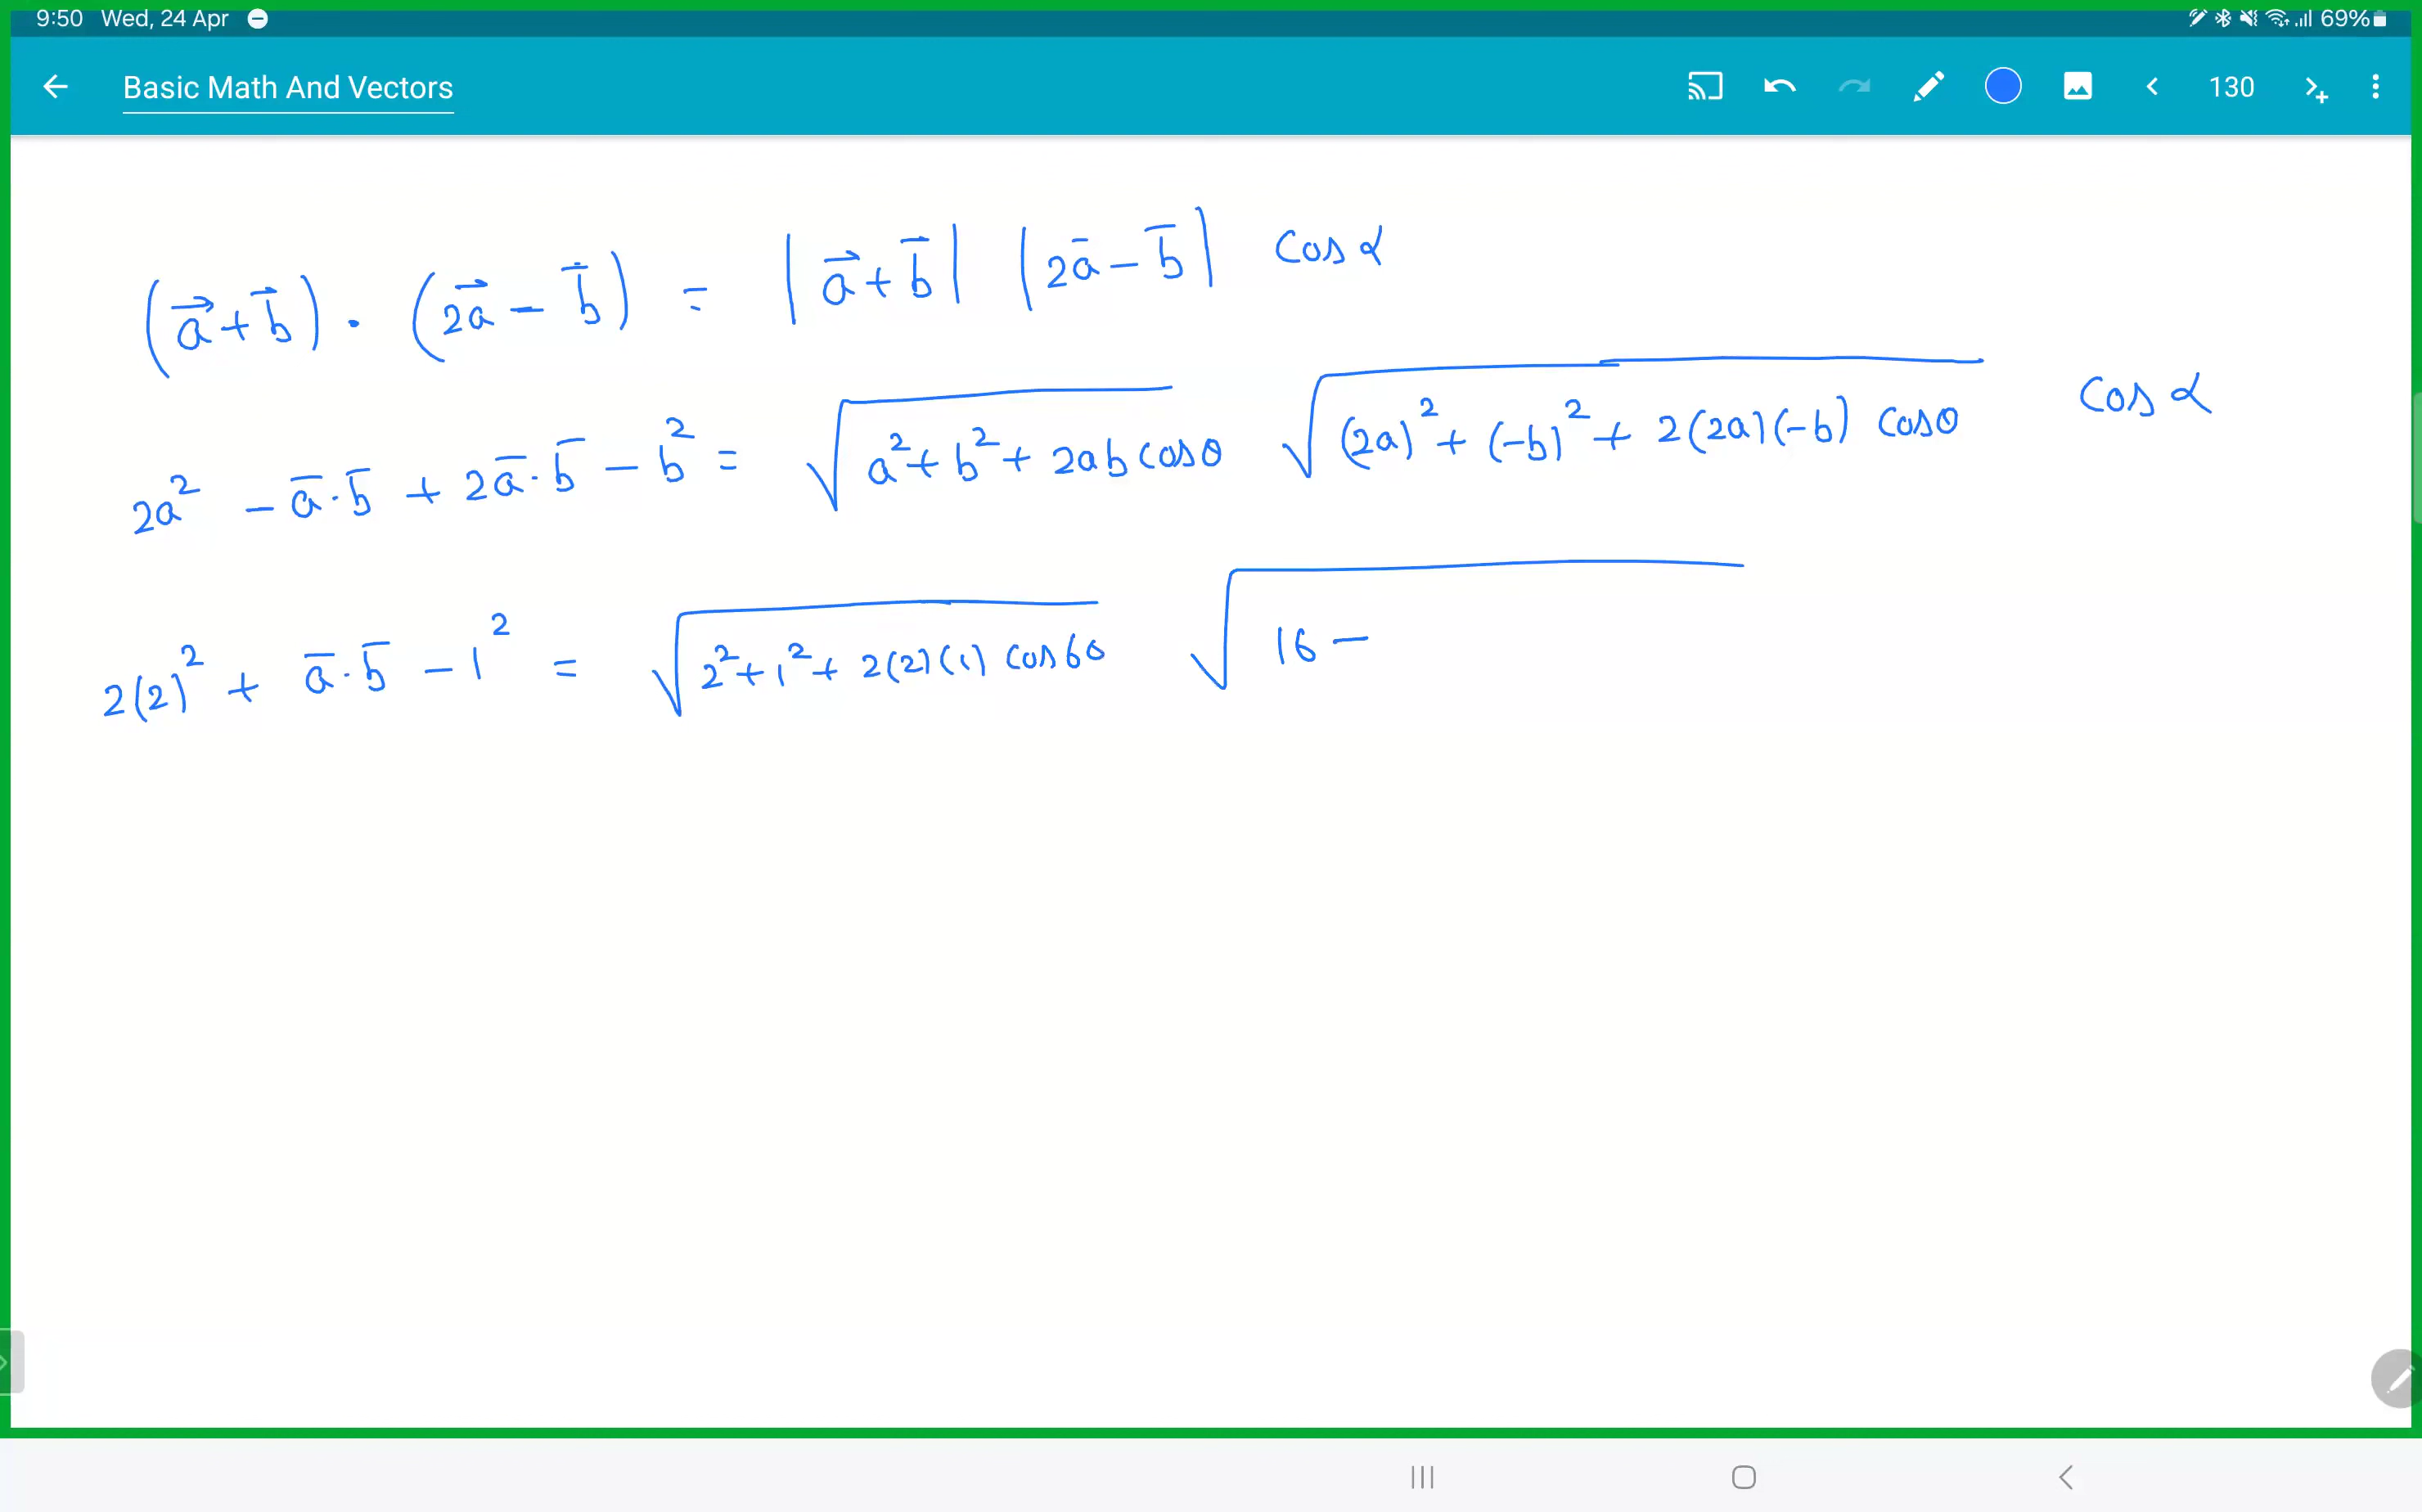 9:50 Wed, 24 Apr 69%
Basic Math And Vectors 130
(a⃗+b⃗) · (2a⃗ − b̄) = |a⃗+b̄| |2ā−b̄| Cos α
2a² − ā·b̄ + 2ā·b̄ − b² = √(a²+b²+2ab cosθ) √((2a)²+(−b)²+2(2a)(−b) cosθ) Cos α
2(2)² + ā·b̄ − 1² = √(2²+1²+2(2)(1) cos60) √(16 −